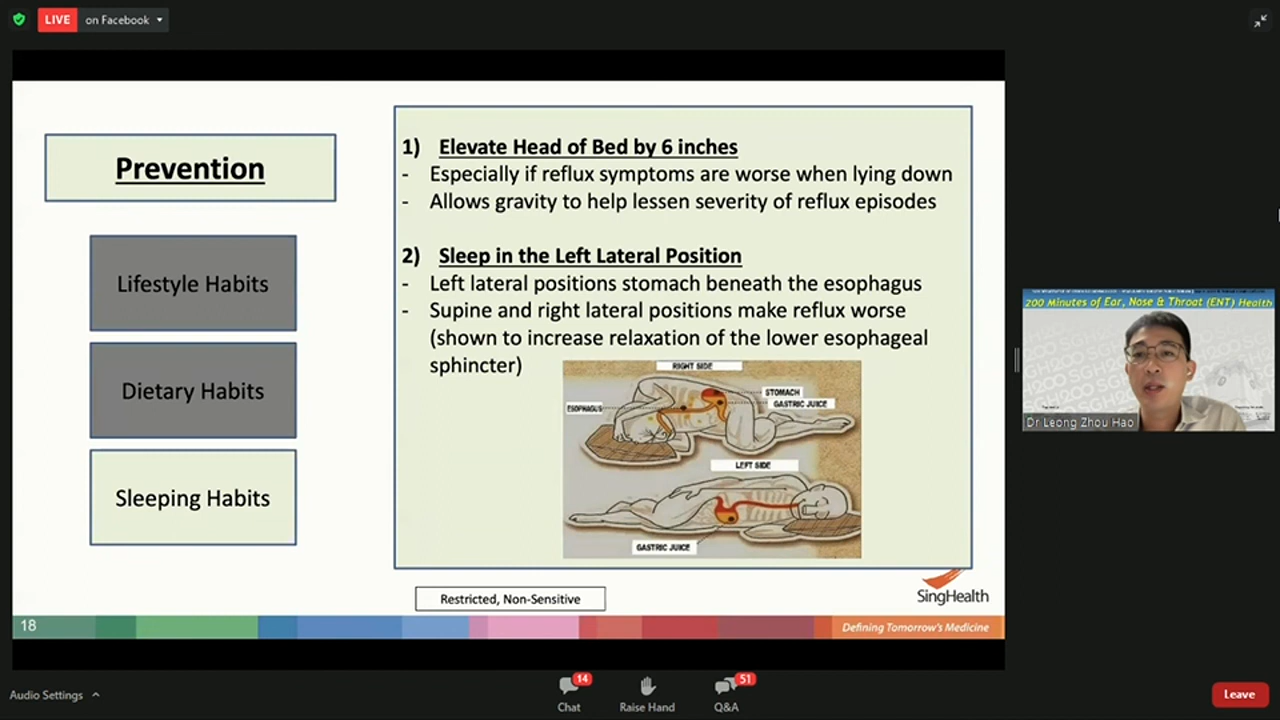 LIVE on Facebook
Prevention
Lifestyle Habits
Dietary Habits
Sleeping Habits
1) Elevate Head of Bed by 6 inches
- Especially if reflux symptoms are worse when lying down
- Allows gravity to help lessen severity of reflux episodes
2) Sleep in the Left Lateral Position
- Left lateral positions stomach beneath the esophagus
- Supine and right lateral positions make reflux worse
(shown to increase relaxation of the lower esophageal
sphincter)
RIGHT SIDE
STOMACH
GASTRIC JUICE
ESOPHAGUS
LEFT SIDE
GASTRIC JUICE
Restricted, Non-Sensitive
SingHealth
18
Defining Tomorrow's Medicine
200 Minutes of Ear, Nose & Throat (ENT) Health
Dr Leong Zhou Hao
Audio Settings
14
Chat
Raise Hand
51
Q&A
Leave